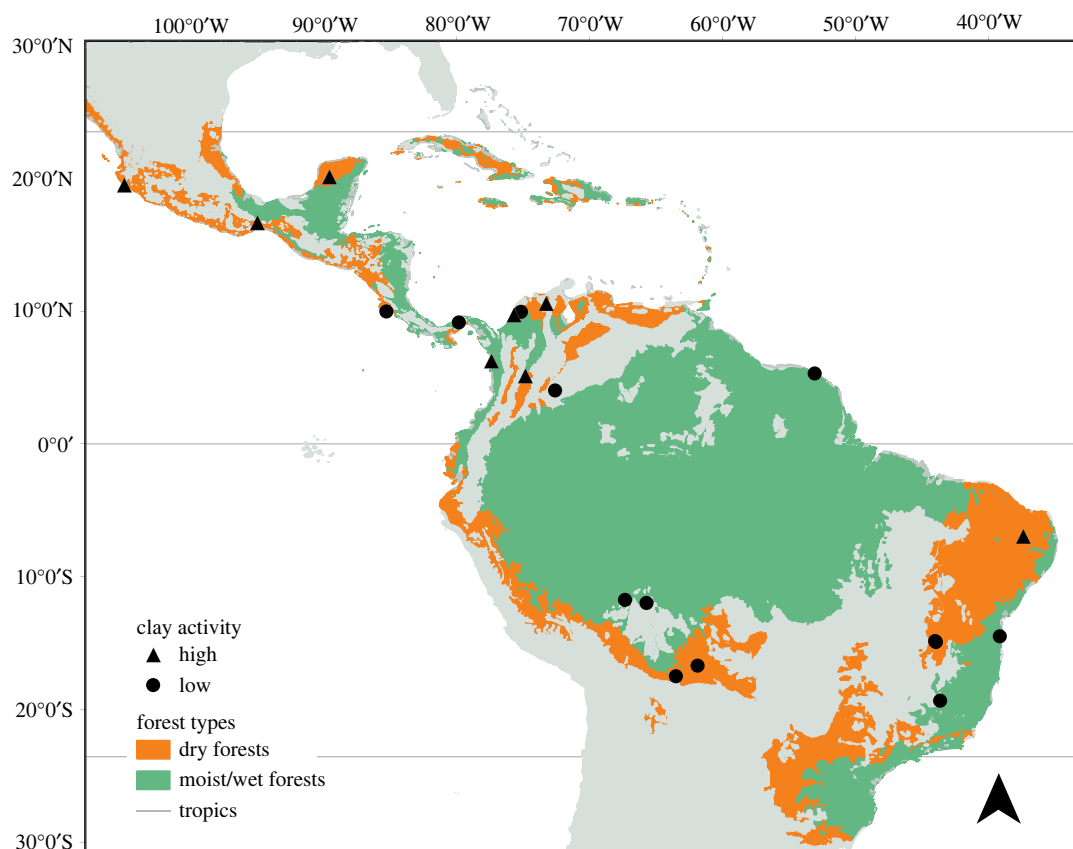 100°0′W 90°0′W 80°0′W 70°0′W 60°0′W 50°0′W 40°0′W
30°0′N
20°0′N
10°0′N
0°0′
10°0′S
20°0′S
30°0′S
clay activity
high
low
forest types
dry forests
moist/wet forests
tropics